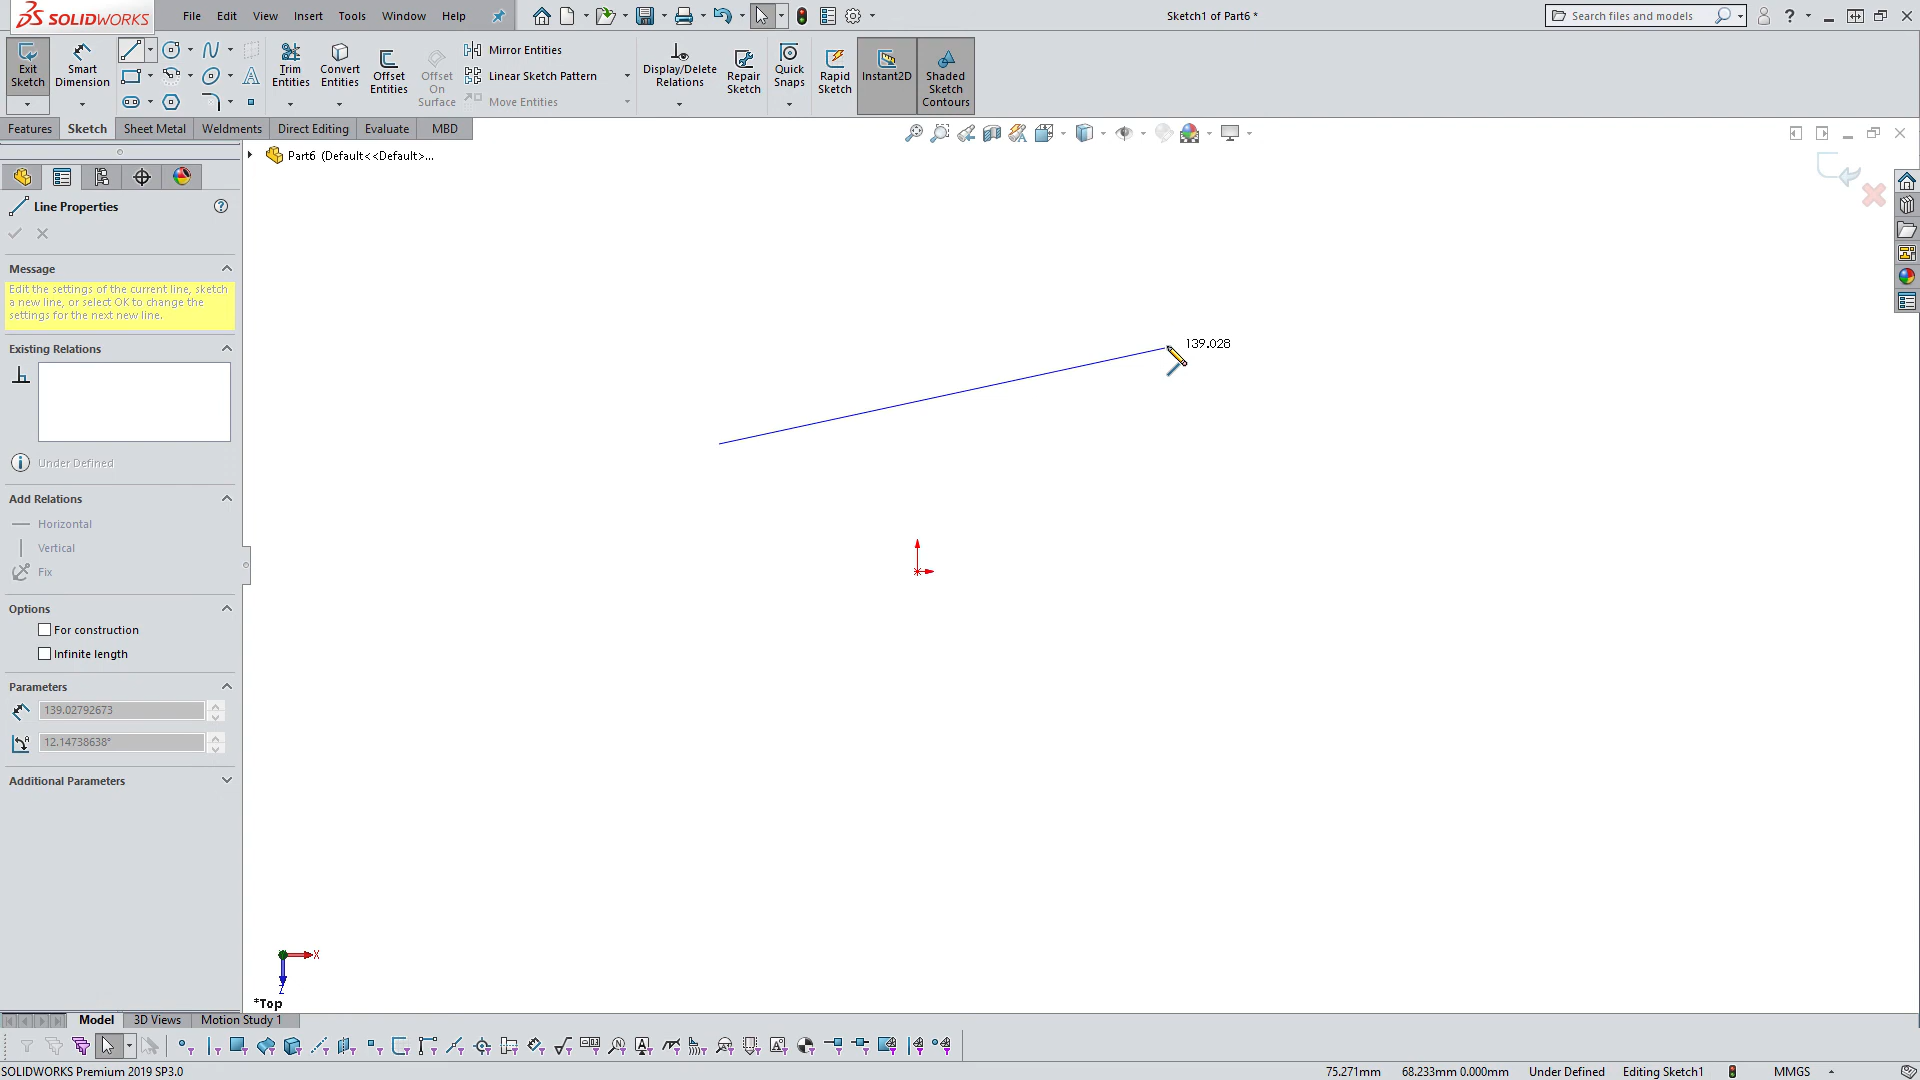 SOLIDWORKS File Edit View Insert Tools Window Help Sketch1 of Part6 * Search files and models ?
Exit Sketch
Smart Dimension
Trim Entities
Convert Entities
Offset Entities
Offset On Surface
Mirror Entities
Linear Sketch Pattern
Move Entities
Display/Delete Relations
Repair Sketch
Quick Snaps
Rapid Sketch
Instant2D
Shaded Sketch Contours
Features Sketch Sheet Metal Weldments Direct Editing Evaluate MBD
Part6 (Default<<Default>...
Line Properties
Message
Edit the settings of the current line, sketch
a new line, or select OK to change the
settings for the next new line.
Existing Relations
139.028
Under Defined
Add Relations
Horizontal
Vertical
Fix
Options
For construction
Infinite length
Parameters
139.02792673
12.14738638°
Additional Parameters
X
Z
*Top
Model 3D Views Motion Study 1
SOLIDWORKS Premium 2019 SP3.0 75.271mm 68.233mm 0.000mm Under Defined Editing Sketch1 MMGS